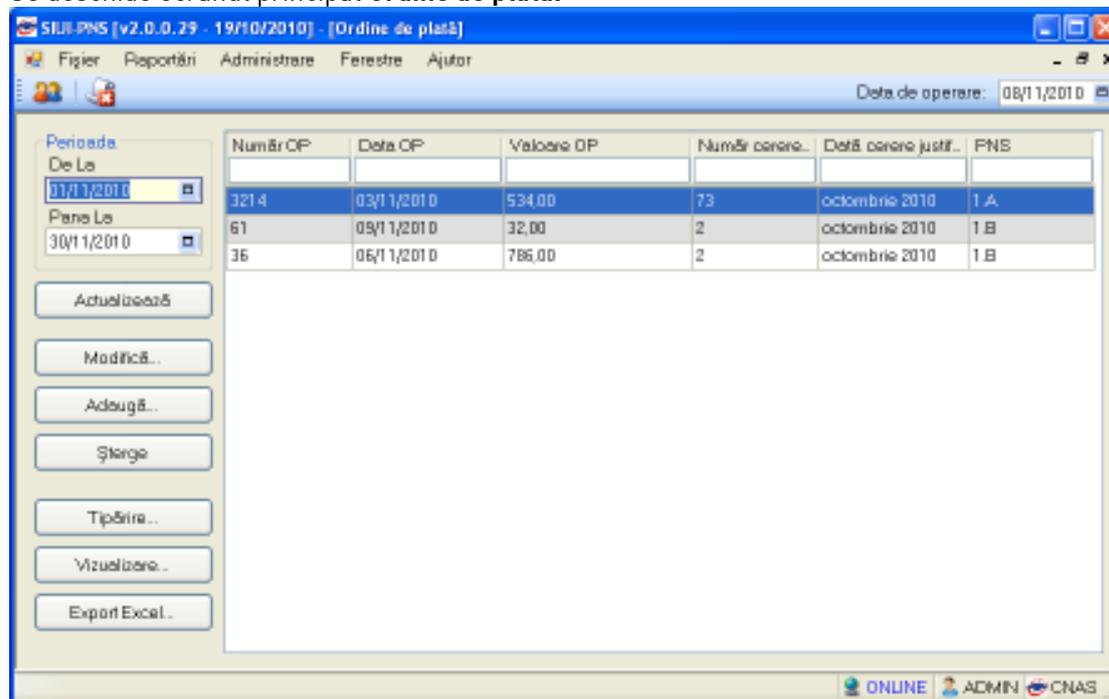 SIUI-PNS [v2.0.0.29 - 19/10/2010] - [Ordine de plată]
Fișier Raportări Administrare Ferestre Ajutor
Data de operare: 08/11/2010
Perioada
De La
01/11/2010
Pana La
30/11/2010
Actualizează
Modifică...
Adaugă...
Șterge
Tipărire...
Vizualizare...
Export Excel...
Număr OP Data OP Valoare OP Număr cerere... Dată cerere justif... PNS
3214 03/11/2010 534,00 73 octombrie 2010 1.A
61 09/11/2010 32,00 2 octombrie 2010 1.B
36 06/11/2010 786,00 2 octombrie 2010 1.B
ONLINE ADMIN CNAS